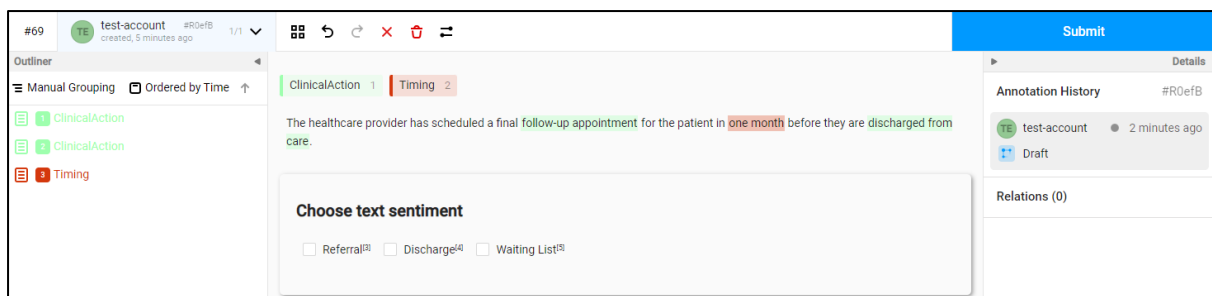 #69 TE test-account #R0efB 1/1 Submit
created, 5 minutes ago
Outliner
Details
Manual Grouping Ordered by Time
ClinicalAction 1 Timing 2
Annotation History #R0efB
1 ClinicalAction
The healthcare provider has scheduled a final follow-up appointment for the patient in one month before they are discharged from
care.
TE test-account 2 minutes ago
2 ClinicalAction
Draft
3 Timing
Relations (0)
Choose text sentiment
Referral[3] Discharge[4] Waiting List[5]